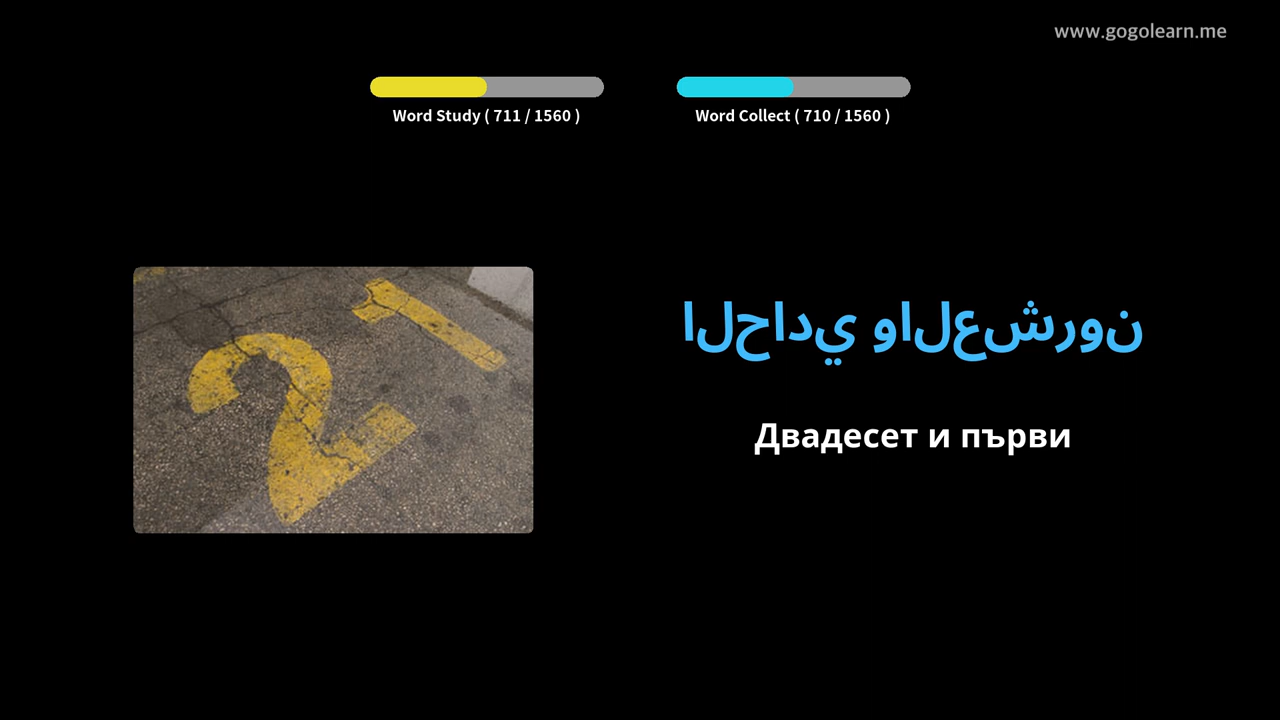 www.gogolearn.me
Word Study ( 711 / 1560 )
Word Collect ( 710 / 1560 )
21
الحادي والعشرون
Двадесет и първи